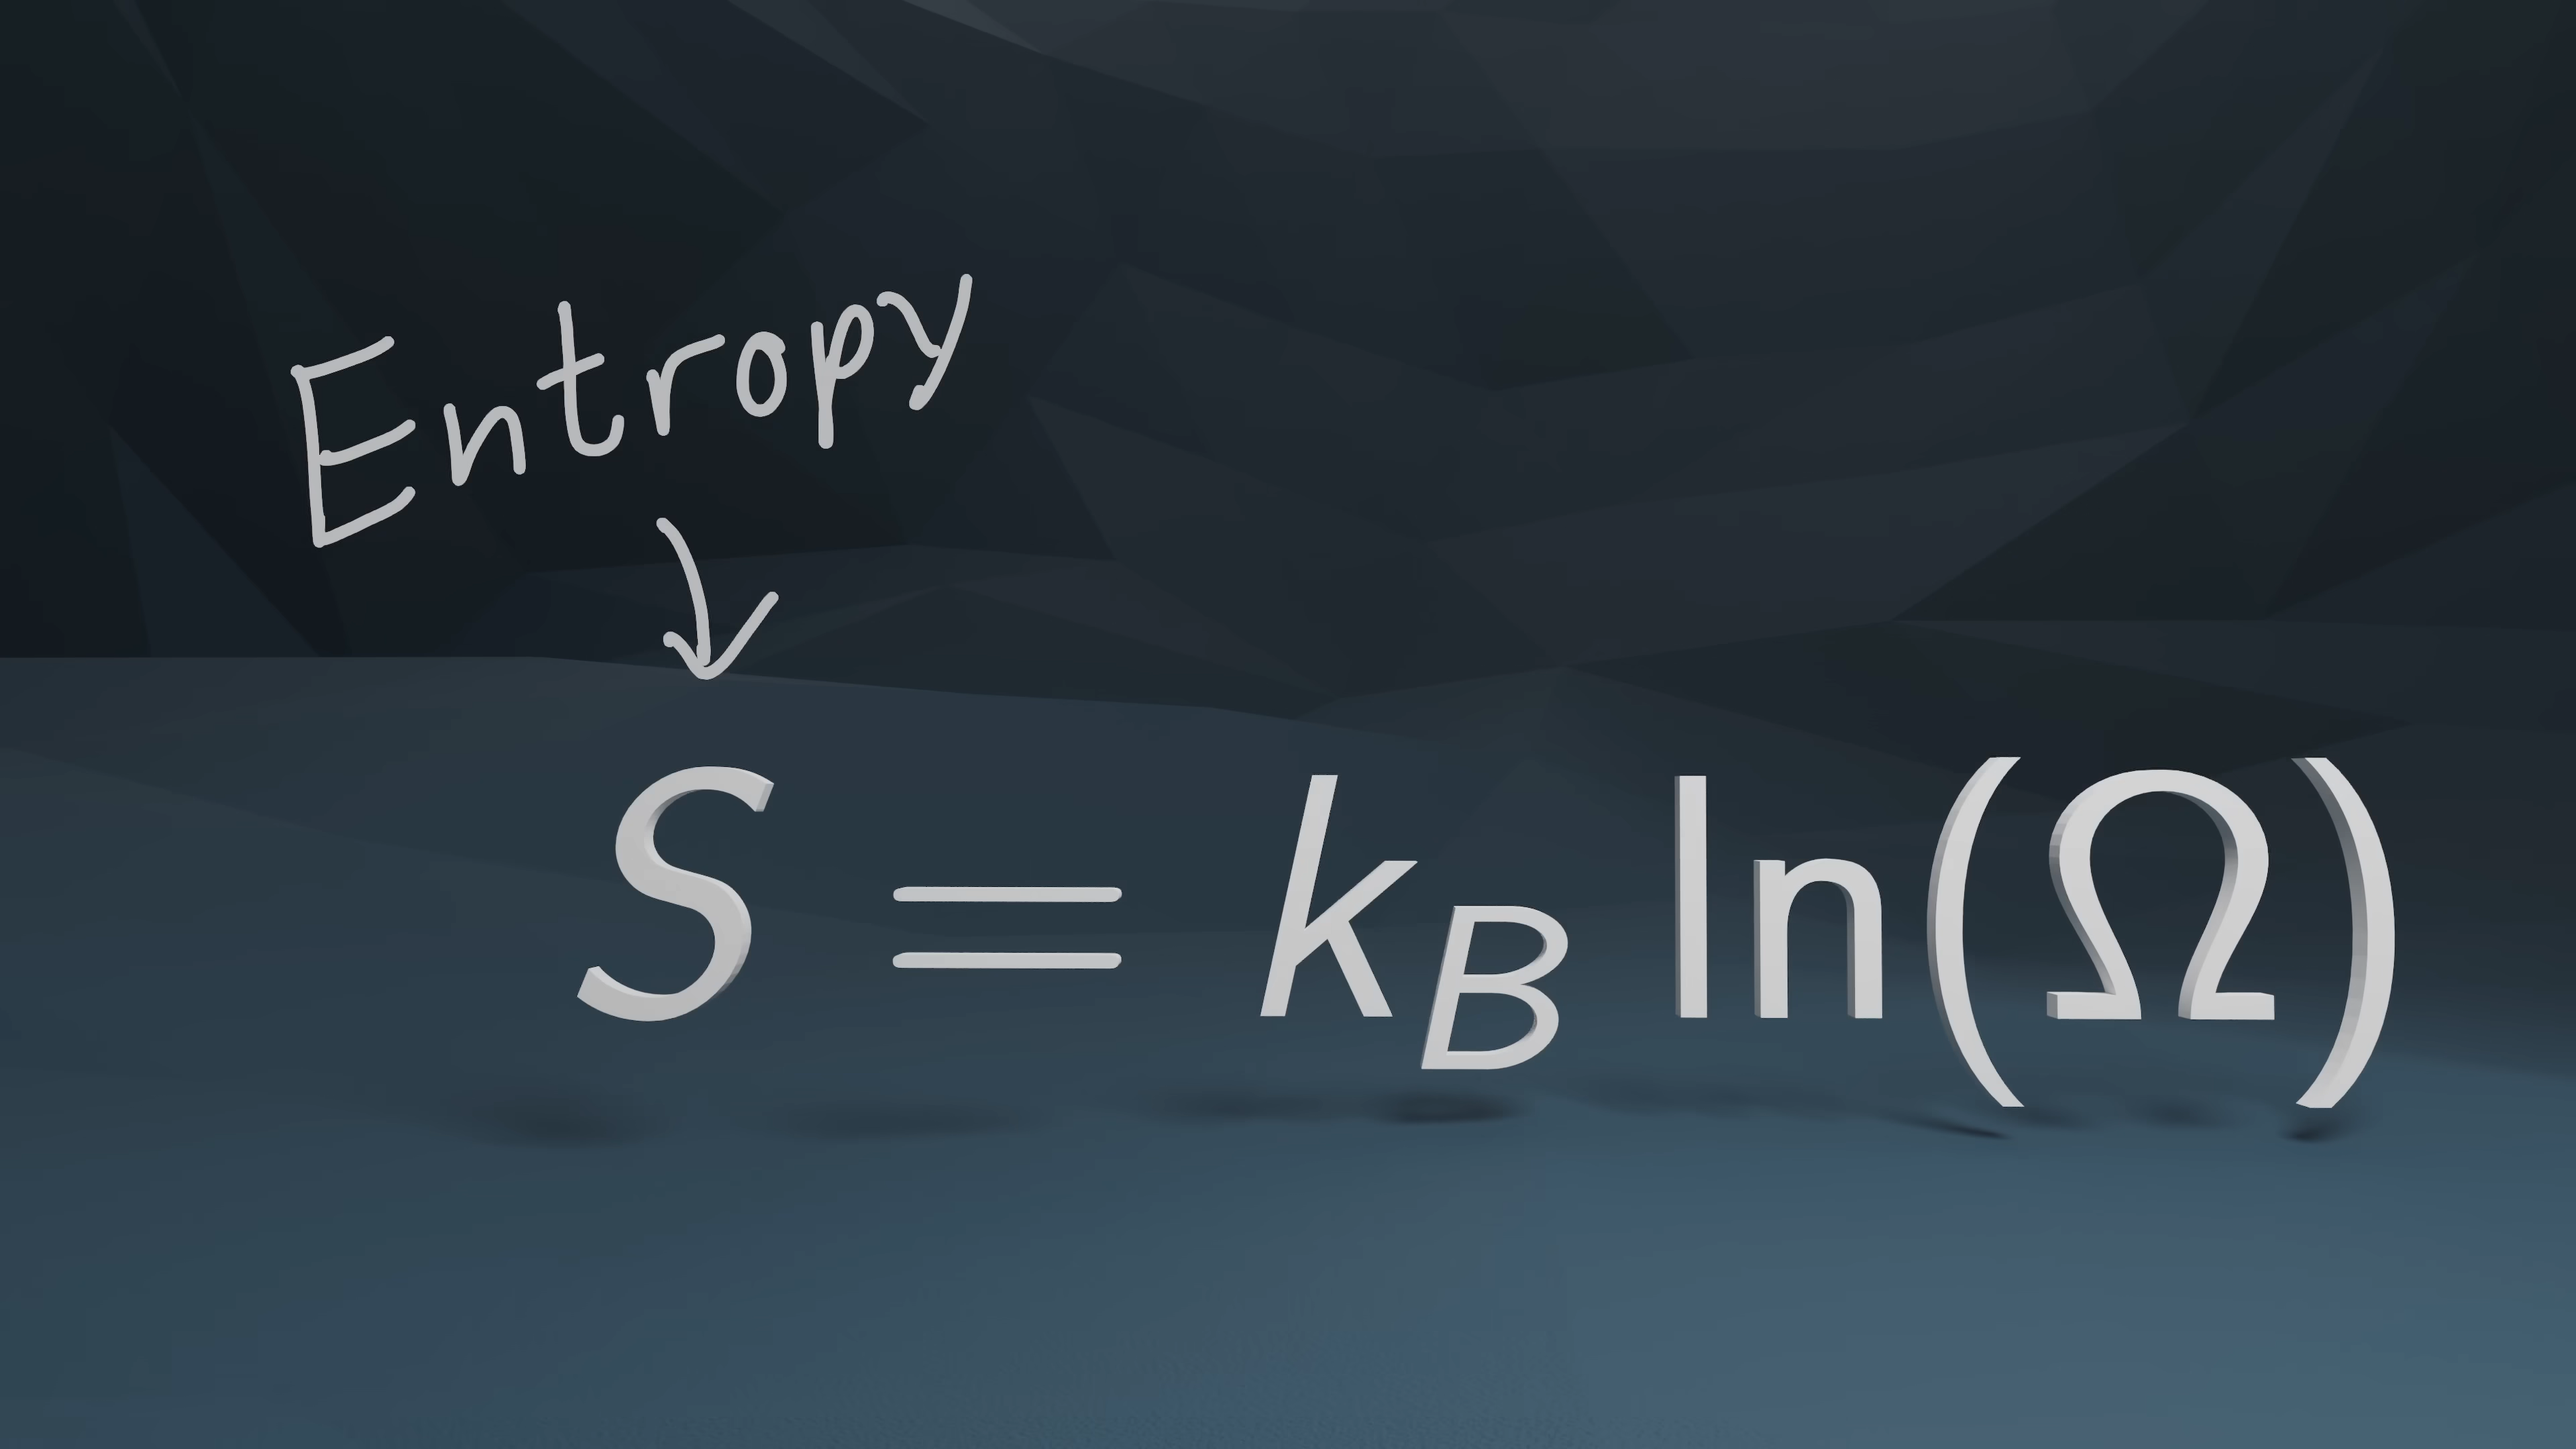 Entropy
S = k_B ln(Ω)